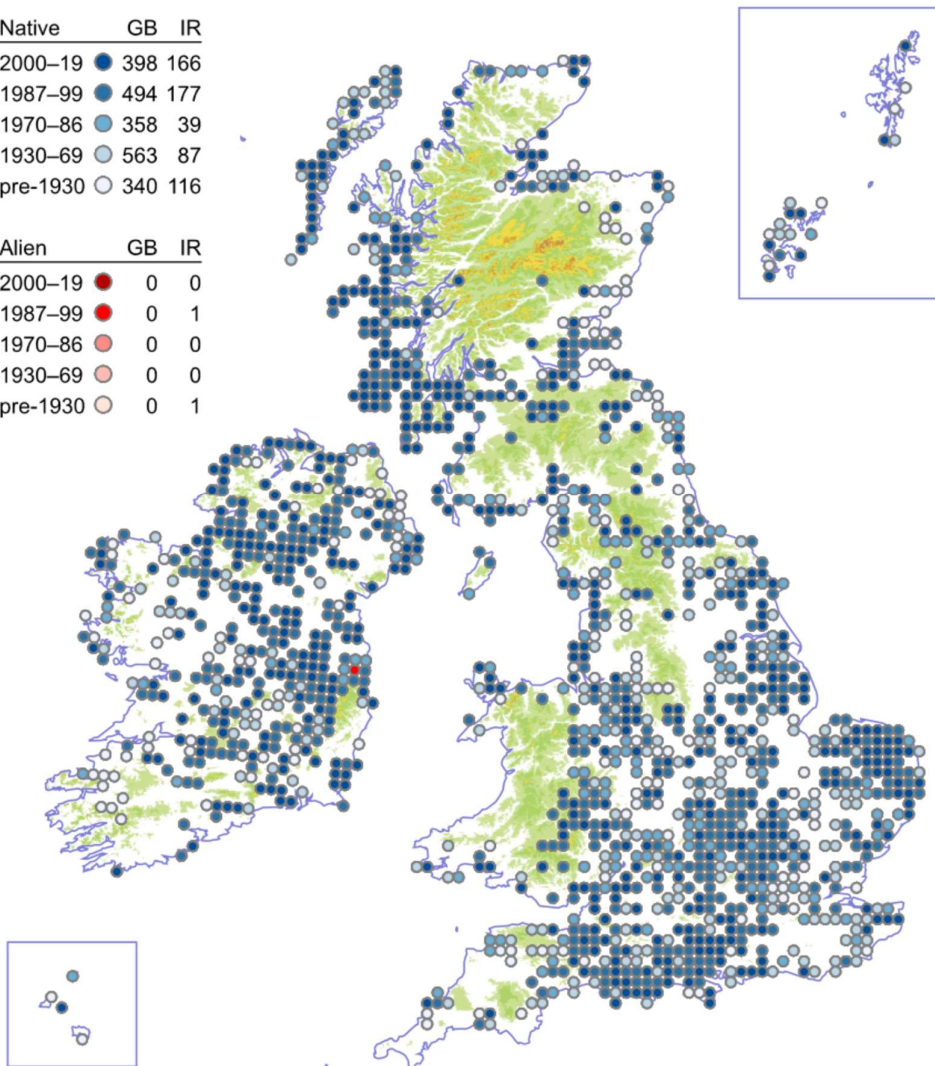 Native GB IR
2000–19 398 166
1987–99 494 177
1970–86 358 39
1930–69 563 87
pre-1930 340 116
Alien GB IR
2000–19 0 0
1987–99 0 1
1970–86 0 0
1930–69 0 0
pre-1930 0 1